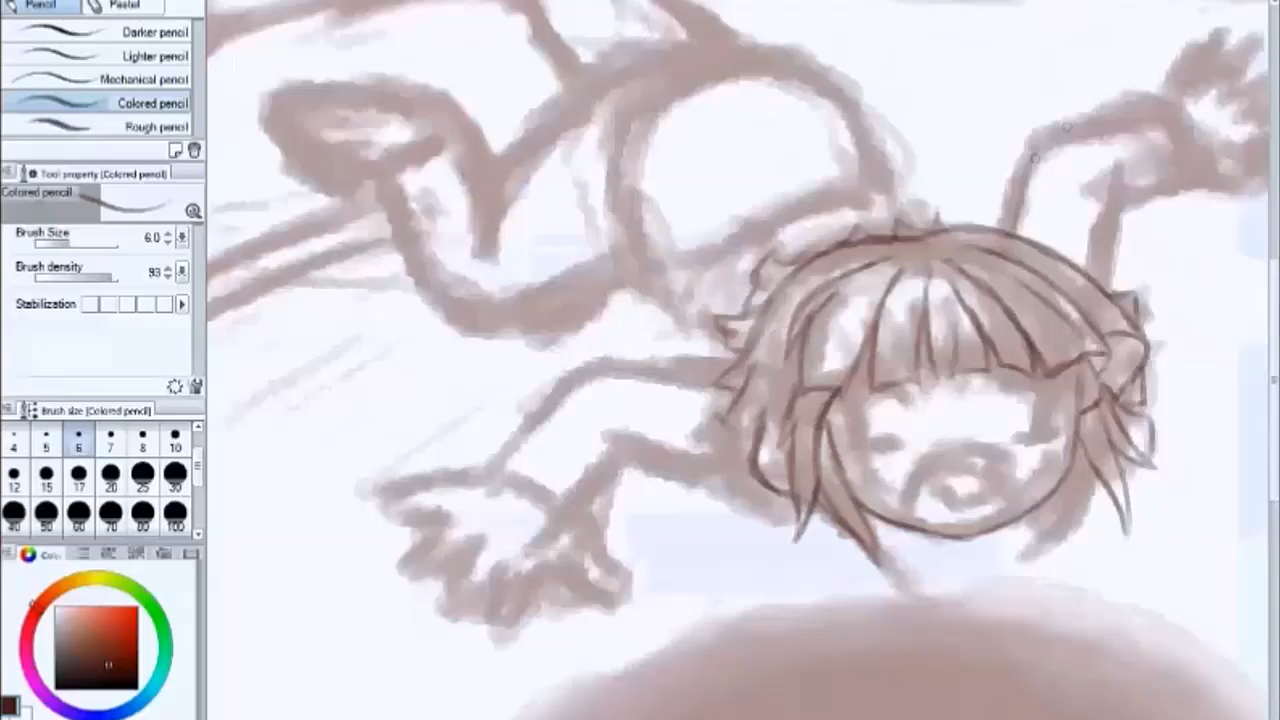 Pencil Pastel
Darker pencil
Lighter pencil
Mechanical pencil
Colored pencil
Rough pencil
Tool property [Colored pencil]
Colored pencil
Brush Size 6.0
Brush density 93
Stabilization
Brush size [Colored pencil]
4 5 6 7 8 10
12 15 17 20 25 30
40 50 60 70 80 100
Colo